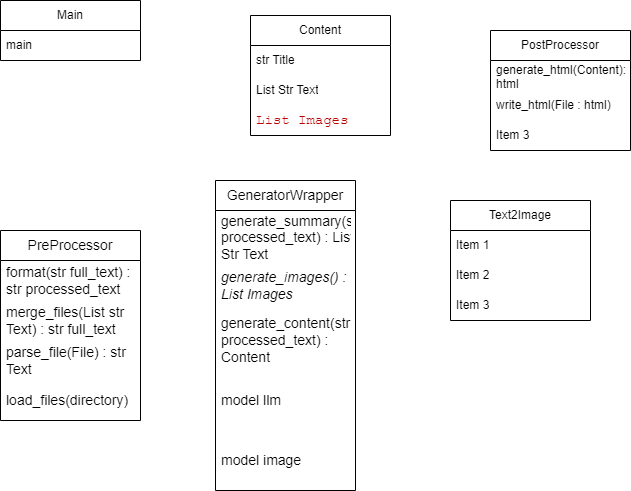 Main
main
Content
str Title
List Str Text
List Images
PostProcessor
generate_html(Content):
html
write_html(File : html)
Item 3
PreProcessor
format(str full_text) :
str processed_text
merge_files(List str
Text) : str full_text
parse_file(File) : str
Text
load_files(directory)
GeneratorWrapper
generate_summary(s
processed_text) : Lis
Str Text
generate_images() :
List Images
generate_content(str
processed_text) :
Content
model llm
model image
Text2Image
Item 1
Item 2
Item 3